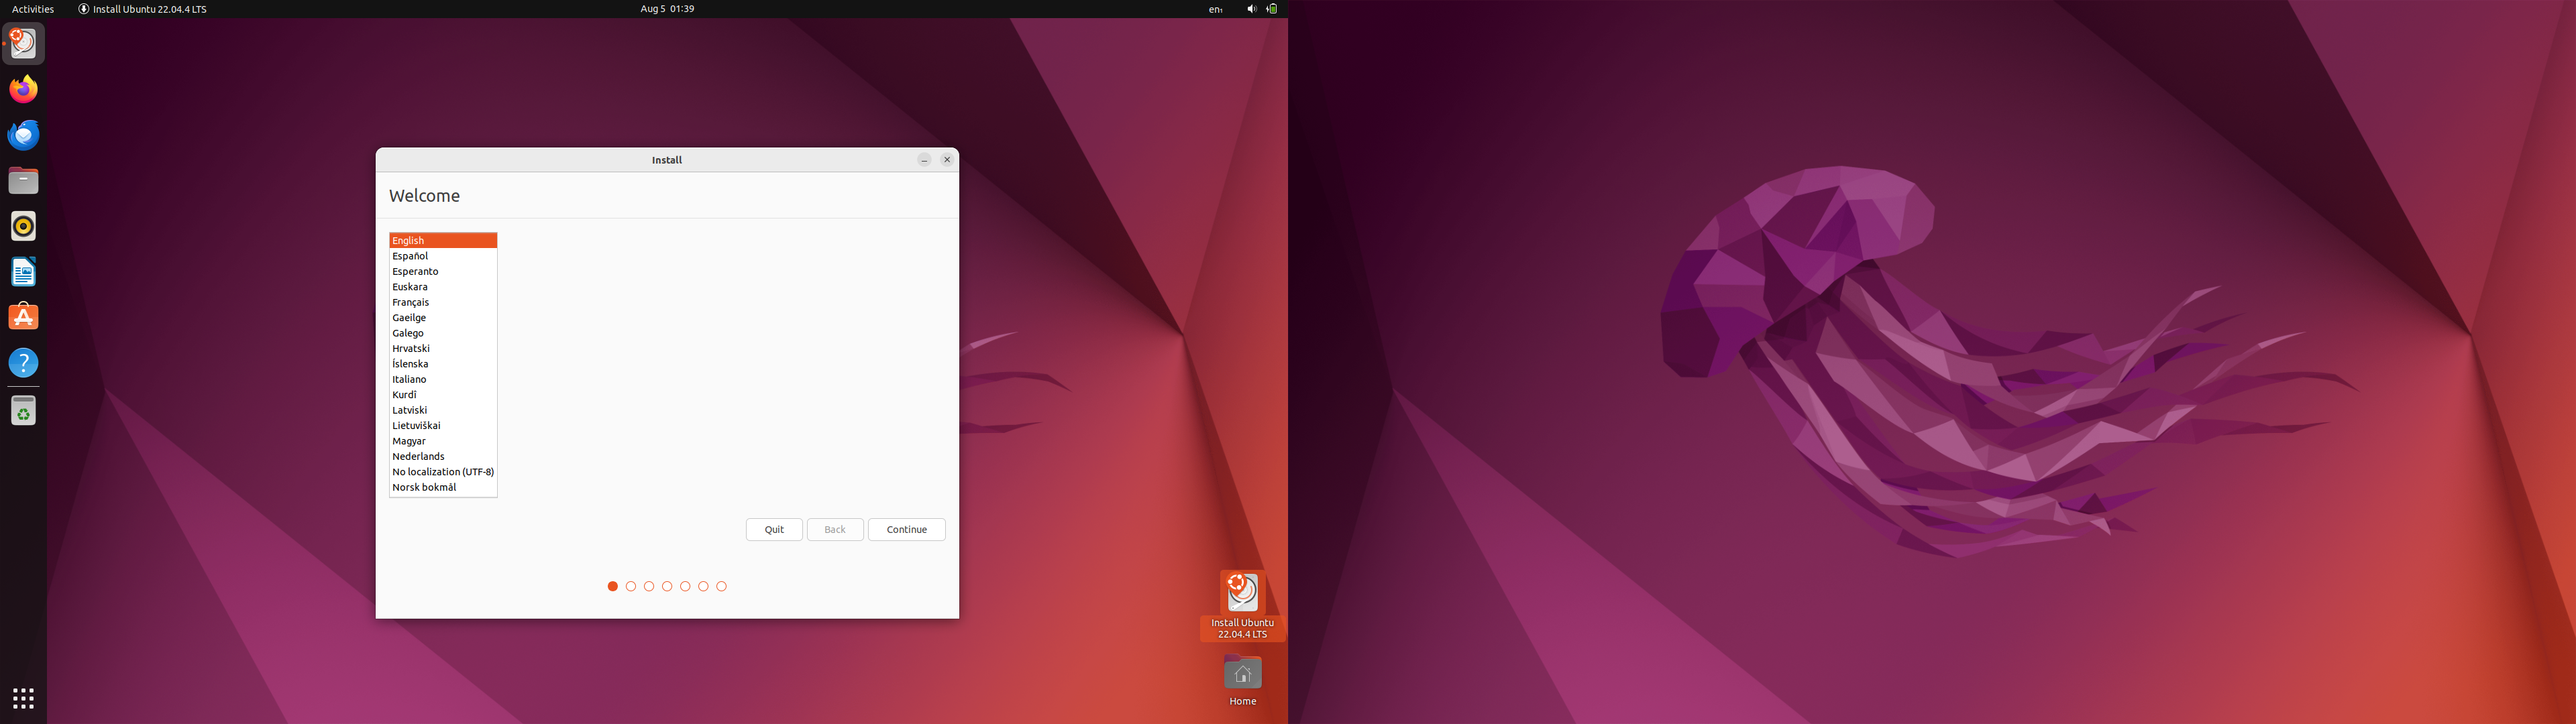 Activities
Install Ubuntu 22.04.4 LTS
Aug 5 01:39
en₁
Install
Welcome
English
Español
Esperanto
Euskara
Français
Gaeilge
Galego
Hrvatski
Íslenska
Italiano
Kurdî
Latviski
Lietuviškai
Magyar
Nederlands
No localization (UTF-8)
Norsk bokmål
Quit
Back
Continue
Install Ubuntu
22.04.4 LTS
Home